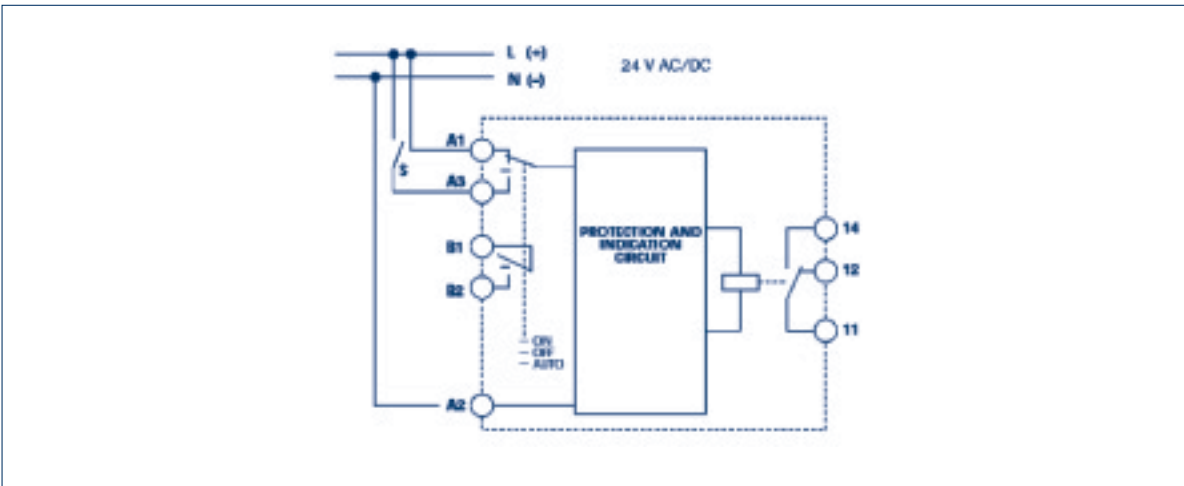 L (+)
N (-)
24 V AC/DC
A1
S
A3
B1
B2
PROTECTION AND
INDICATION
CIRCUIT
14
12
11
ON
OFF
AUTO
A2